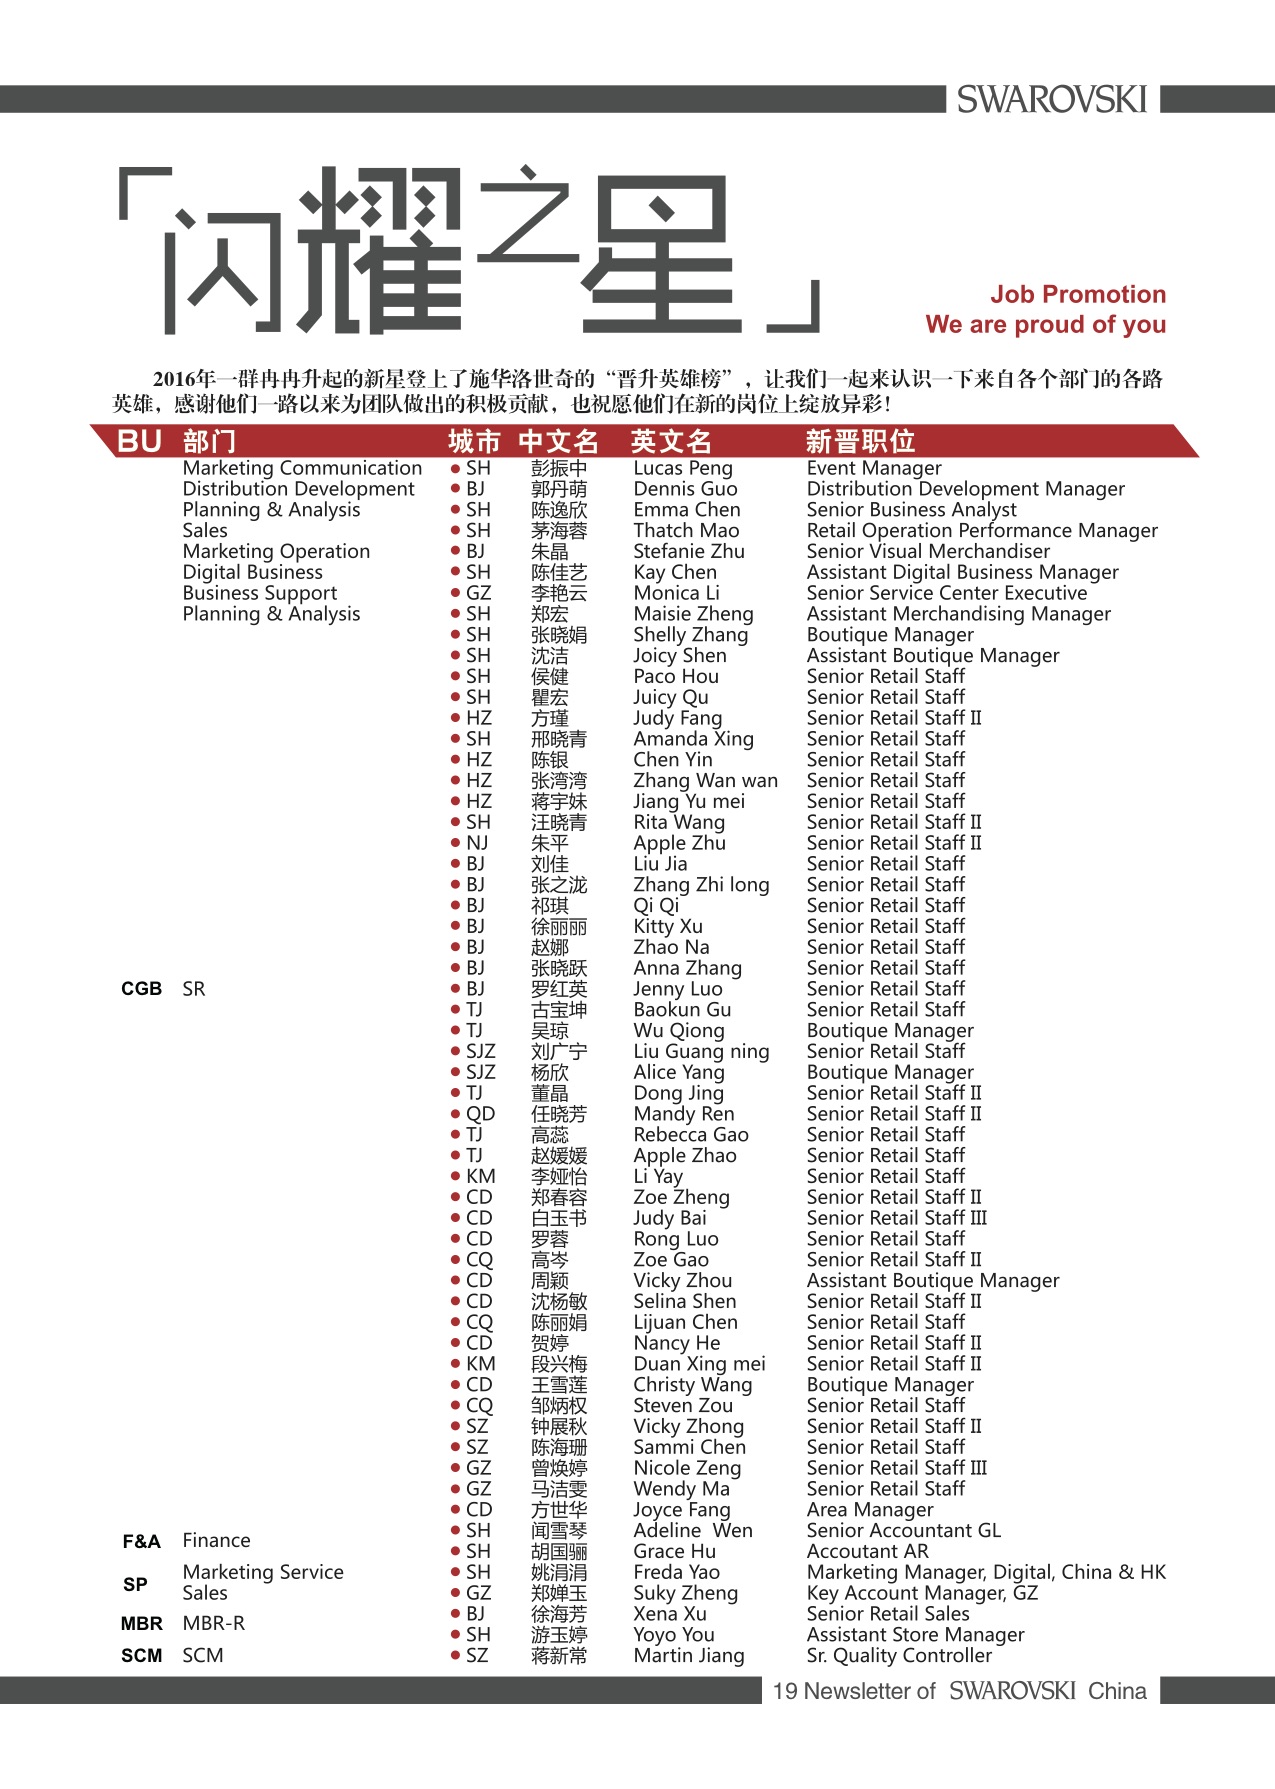 SWAROVSKI
「闪耀之星」
Job Promotion
We are proud of you
2016年一群冉冉升起的新星登上了施华洛世奇的“晋升英雄榜”，让我们一起来认识一下来自各个部门的各路
英雄，感谢他们一路以来为团队做出的积极贡献，也祝愿他们在新的岗位上绽放异彩！
BU 部门 城市 中文名 英文名 新晋职位
Marketing Communication • SH 彭振中 Lucas Peng Event Manager
Distribution Development • BJ 郭丹萌 Dennis Guo Distribution Development Manager
Planning & Analysis • SH 陈逸欣 Emma Chen Senior Business Analyst
Sales • SH 茅海蓉 Thatch Mao Retail Operation Performance Manager
Marketing Operation • BJ 朱晶 Stefanie Zhu Senior Visual Merchandiser
Digital Business • SH 陈佳艺 Kay Chen Assistant Digital Business Manager
Business Support • GZ 李艳云 Monica Li Senior Service Center Executive
Planning & Analysis • SH 郑宏 Maisie Zheng Assistant Merchandising Manager
• SH 张晓娟 Shelly Zhang Boutique Manager
• SH 沈洁 Joicy Shen Assistant Boutique Manager
• SH 侯健 Paco Hou Senior Retail Staff
• SH 瞿宏 Juicy Qu Senior Retail Staff
• HZ 方瑾 Judy Fang Senior Retail Staff II
• SH 邢晓青 Amanda Xing Senior Retail Staff
• HZ 陈银 Chen Yin Senior Retail Staff
• HZ 张湾湾 Zhang Wan wan Senior Retail Staff
• HZ 蒋宇妹 Jiang Yu mei Senior Retail Staff
• SH 汪晓青 Rita Wang Senior Retail Staff II
• NJ 朱平 Apple Zhu Senior Retail Staff II
• BJ 刘佳 Liu Jia Senior Retail Staff
• BJ 张之泷 Zhang Zhi long Senior Retail Staff
• BJ 祁琪 Qi Qi Senior Retail Staff
• BJ 徐丽丽 Kitty Xu Senior Retail Staff
• BJ 赵娜 Zhao Na Senior Retail Staff
• BJ 张晓跃 Anna Zhang Senior Retail Staff
CGB SR • BJ 罗红英 Jenny Luo Senior Retail Staff
• TJ 古宝坤 Baokun Gu Senior Retail Staff
• TJ 吴琼 Wu Qiong Boutique Manager
• SJZ 刘广宁 Liu Guang ning Senior Retail Staff
• SJZ 杨欣 Alice Yang Boutique Manager
• TJ 董晶 Dong Jing Senior Retail Staff II
• QD 任晓芳 Mandy Ren Senior Retail Staff II
• TJ 高蕊 Rebecca Gao Senior Retail Staff
• TJ 赵媛媛 Apple Zhao Senior Retail Staff
• KM 李娅怡 Li Yay Senior Retail Staff
• CD 郑春容 Zoe Zheng Senior Retail Staff II
• CD 白玉书 Judy Bai Senior Retail Staff III
• CD 罗蓉 Rong Luo Senior Retail Staff
• CQ 高岑 Zoe Gao Senior Retail Staff II
• CD 周颖 Vicky Zhou Assistant Boutique Manager
• CD 沈杨敏 Selina Shen Senior Retail Staff II
• CQ 陈丽娟 Lijuan Chen Senior Retail Staff
• CD 贺婷 Nancy He Senior Retail Staff II
• KM 段兴梅 Duan Xing mei Senior Retail Staff II
• CD 王雪莲 Christy Wang Boutique Manager
• CQ 邹炳权 Steven Zou Senior Retail Staff
• SZ 钟展秋 Vicky Zhong Senior Retail Staff II
• SZ 陈海珊 Sammi Chen Senior Retail Staff
• GZ 曾焕婷 Nicole Zeng Senior Retail Staff III
• GZ 马洁雯 Wendy Ma Senior Retail Staff
• CD 方世华 Joyce Fang Area Manager
F&A Finance • SH 闻雪琴 Adeline Wen Senior Accountant GL
• SH 胡国骊 Grace Hu Accoutant AR
SP Marketing Service • SH 姚涓涓 Freda Yao Marketing Manager, Digital, China & HK
Sales • GZ 郑婵玉 Suky Zheng Key Account Manager, GZ
MBR MBR-R • BJ 徐海芳 Xena Xu Senior Retail Sales
• SH 游玉婷 Yoyo You Assistant Store Manager
SCM SCM • SZ 蒋新常 Martin Jiang Sr. Quality Controller
19 Newsletter of SWAROVSKI China